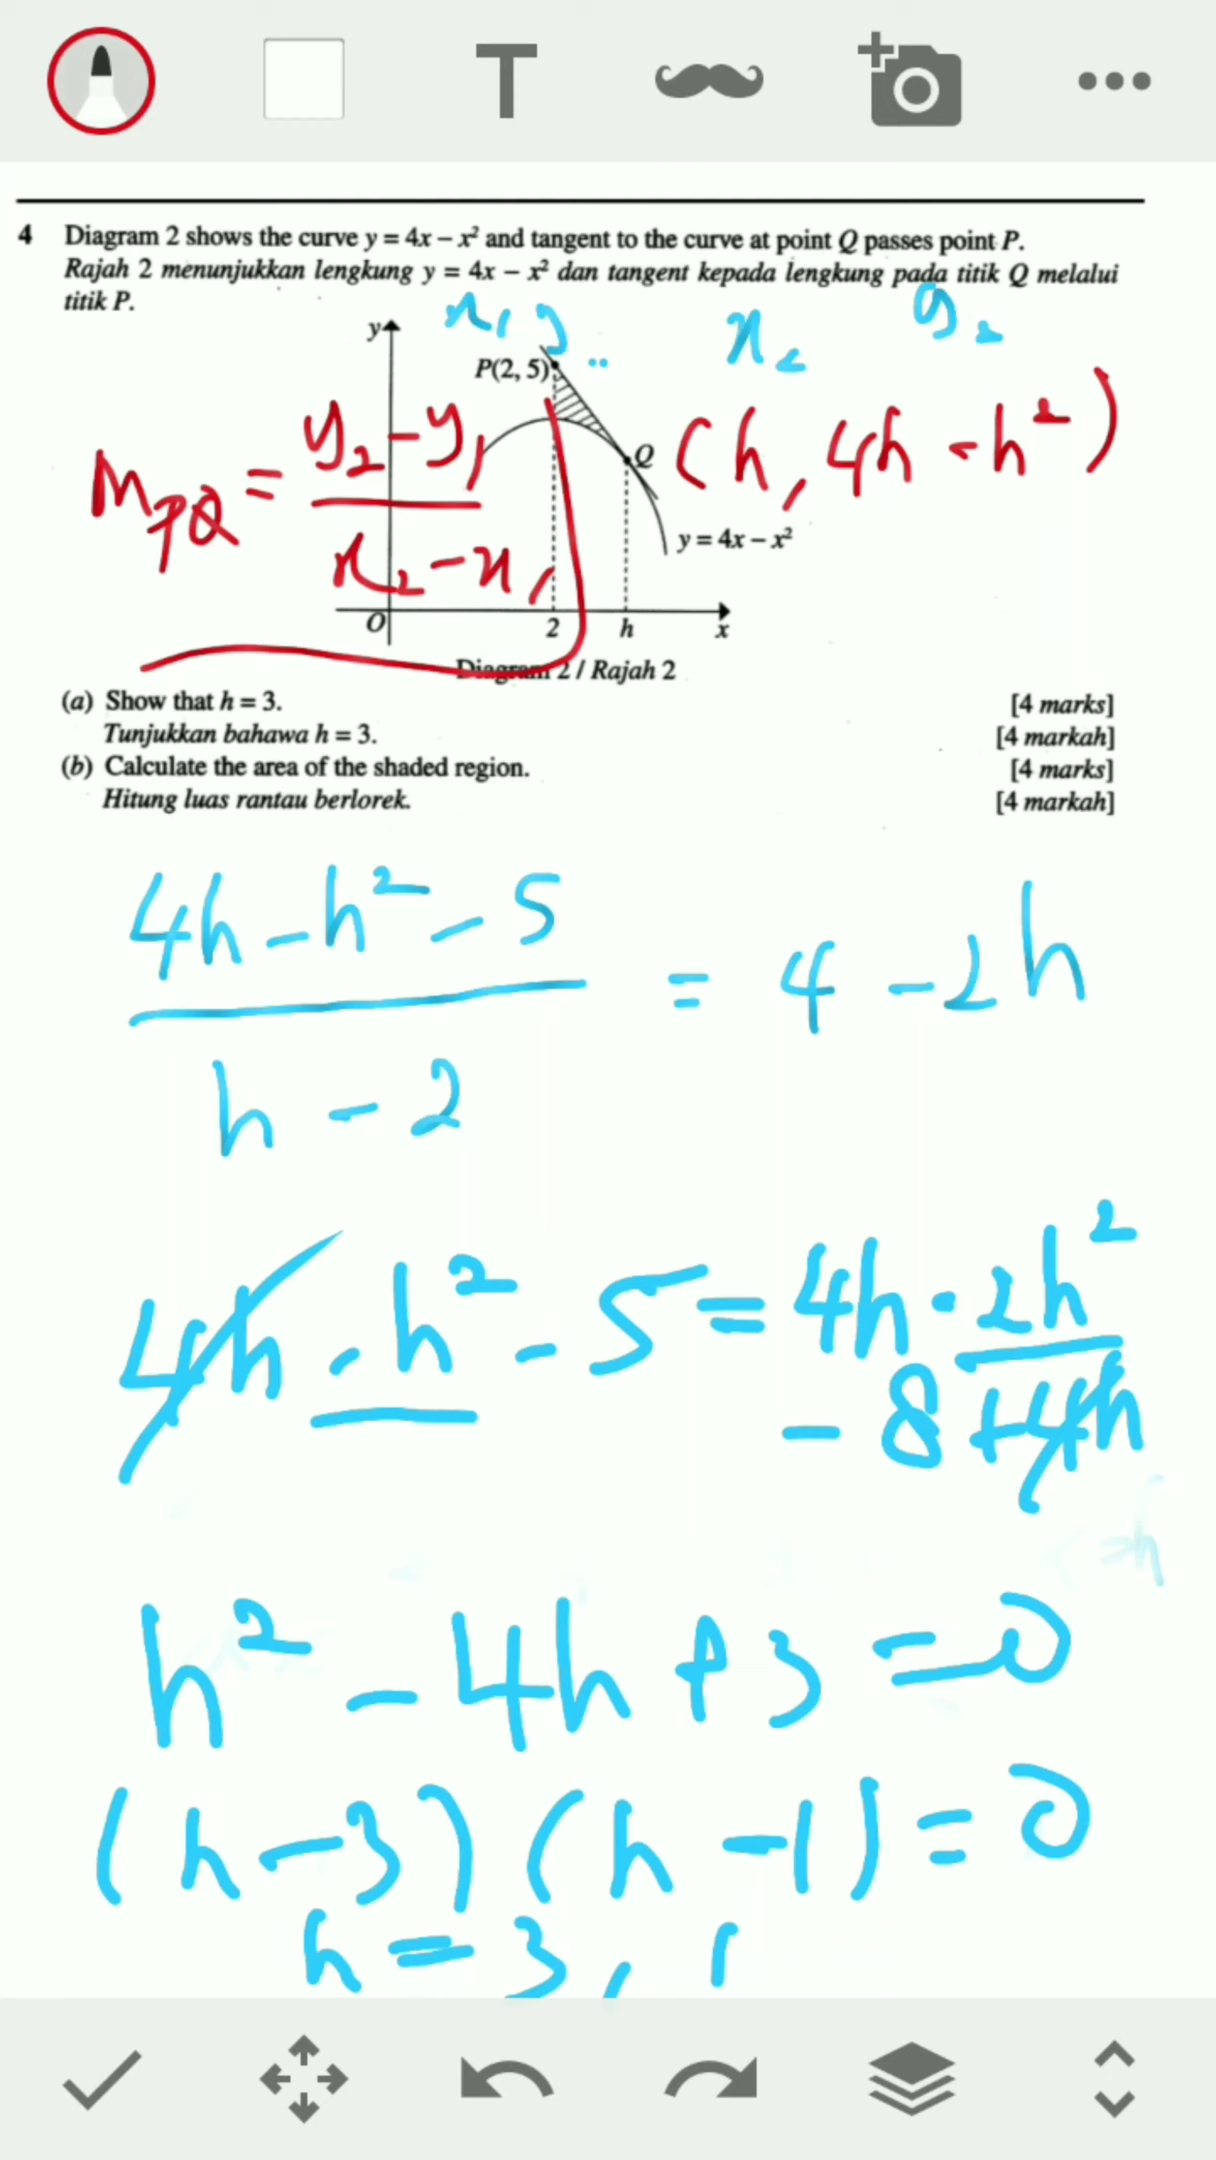 T
4 Diagram 2 shows the curve y = 4x – x² and tangent to the curve at point Q passes point P.
Rajah 2 menunjukkan lengkung y = 4x – x² dan tangent kepada lengkung pada titik Q melalui
titik P.
x₁ y x₂ y₂
y
P(2, 5)
Q (h, 4h - h²)
M_PQ = y₂ - y₁ / x₂ - x₁
y = 4x – x²
O 2 h x
Diagram 2 / Rajah 2
(a) Show that h = 3. [4 marks]
Tunjukkan bahawa h = 3. [4 markah]
(b) Calculate the area of the shaded region. [4 marks]
Hitung luas rantau berlorek. [4 markah]
4h - h² - 5 / h - 2 = 4 - 2h
4h - h² - 5 = 4h - 2h²
- 8 + 4h
h² - 4h + 3 = 0
(h - 3) (h - 1) = 0
h = 3, 1